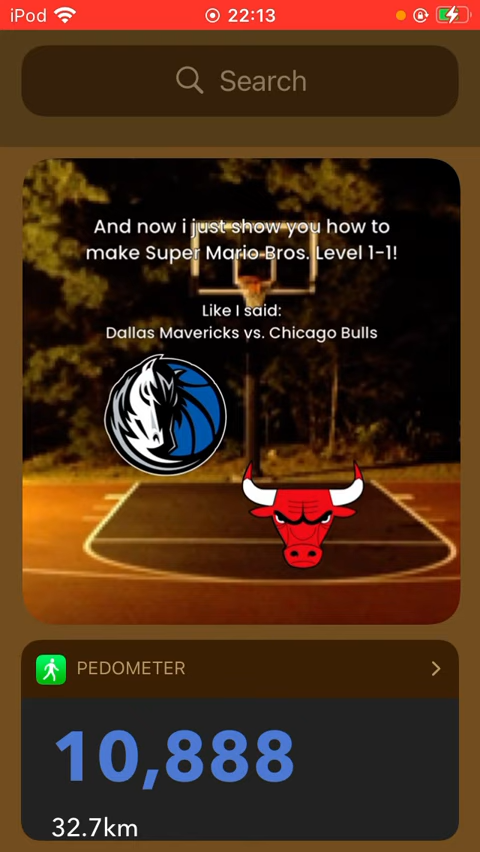 iPod 22:13
Search
And now i just show you how to
make Super Mario Bros. Level 1-1!
Like I said:
Dallas Mavericks vs. Chicago Bulls
PEDOMETER
10,888
32.7km